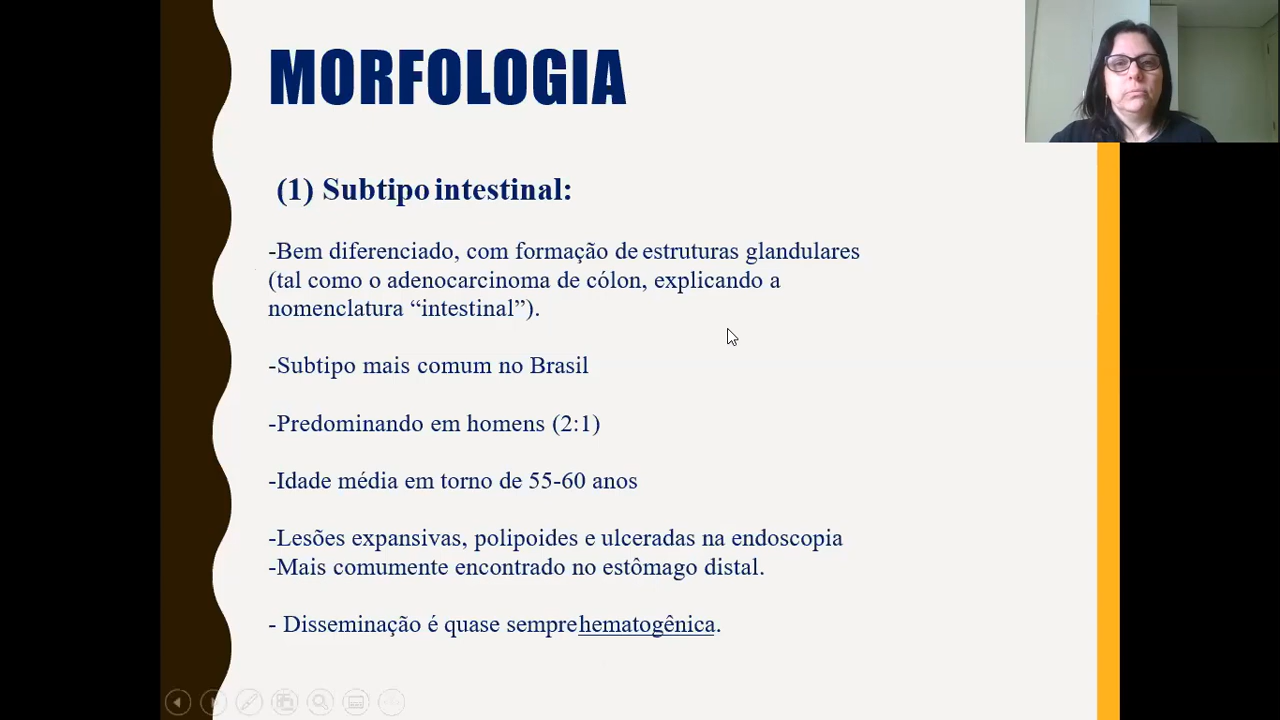 MORFOLOGIA
(1) Subtipo intestinal:
-Bem diferenciado, com formação de estruturas glandulares
(tal como o adenocarcinoma de cólon, explicando a
nomenclatura “intestinal”).
-Subtipo mais comum no Brasil
-Predominando em homens (2:1)
-Idade média em torno de 55-60 anos
-Lesões expansivas, polipoides e ulceradas na endoscopia
-Mais comumente encontrado no estômago distal.
- Disseminação é quase sempre hematogênica.